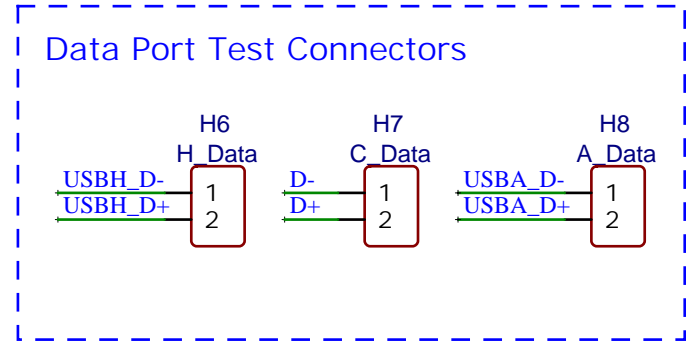 Data Port Test Connectors
H6
H_Data
USBH_D-
1
USBH_D+
2
H7
C_Data
D-
1
D+
2
H8
A_Data
USBA_D-
1
USBA_D+
2